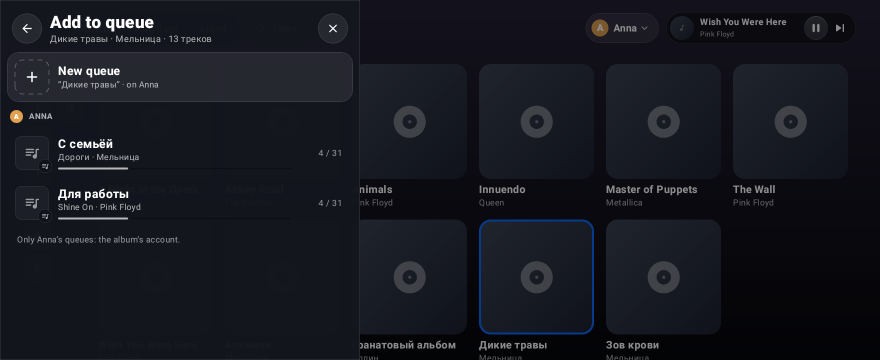 Add to queue
Дикие травы · Мельница · 13 треков
New queue
"Дикие травы" · on Anna
A ANNA
С семьёй
Дороги · Мельница
4 / 31
Для работы
Shine On · Pink Floyd
4 / 31
Only Anna's queues: the album's account.
A Anna
Wish You Were Here
Pink Floyd
nimals
nk Floyd
Innuendo
Queen
Master of Puppets
Metallica
The Wall
Pink Floyd
ранатовый альбом
Дикие травы
Мельница
Зов крови
Мельница